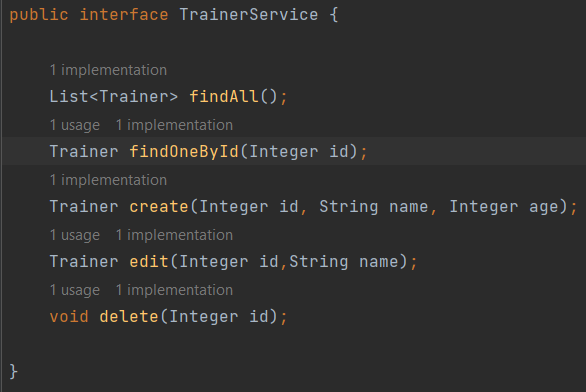 public interface TrainerService {
1 implementation
List<Trainer> findAll();
1 usage 1 implementation
Trainer findOneById(Integer id);
1 implementation
Trainer create(Integer id, String name, Integer age);
1 usage 1 implementation
Trainer edit(Integer id,String name);
1 usage 1 implementation
void delete(Integer id);
}